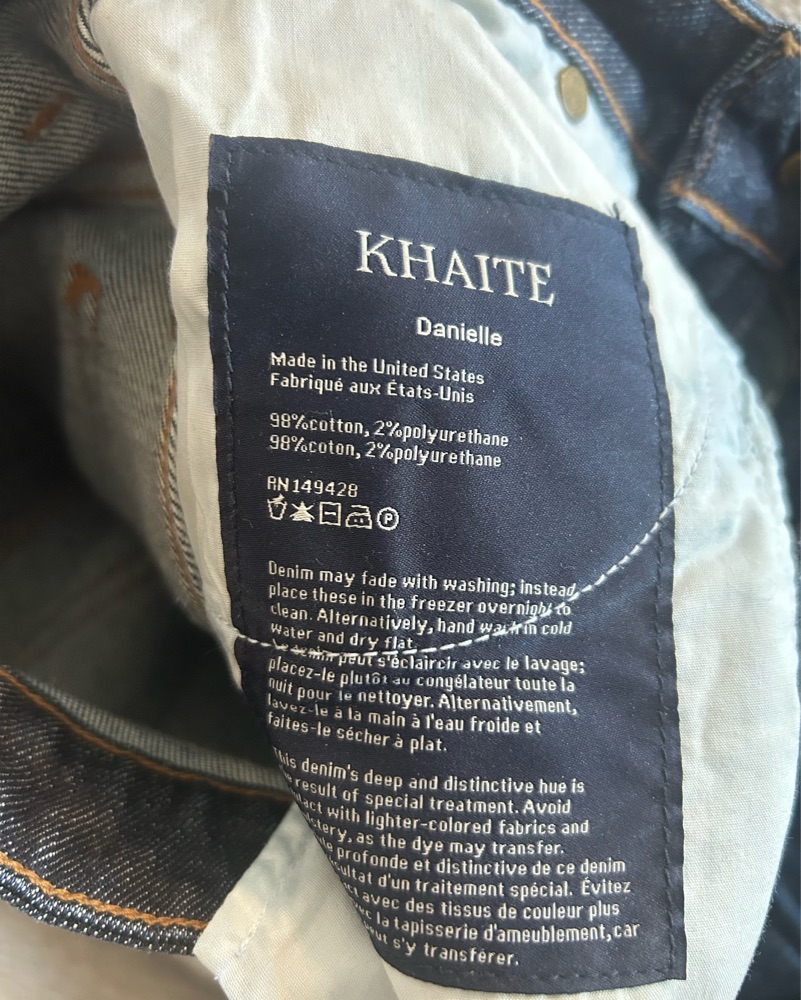 KHAITE
Danielle
Made in the United States
Fabriqué aux États-Unis
98%cotton, 2%polyurethane
98%coton, 2%polyurethane
RN149428
P
Denim may fade with washing; instead
place these in the freezer overnight to
clean. Alternatively, hand wash in cold
water and dry flat.
Le denim peut s'éclaircir avec le lavage;
placez-le plutôt au congélateur toute la
nuit pour le nettoyer. Alternativement,
lavez-le à la main à l'eau froide et
faites-le sécher à plat.
This denim's deep and distinctive hue is
result of special treatment. Avoid
with lighter-colored fabrics and
as the dye may transfer.
profonde et distinctive de ce denim
d'un traitement spécial. Évitez
avec des tissus de couleur plus
la tapisserie d'ameublement,car
s'y transférer.